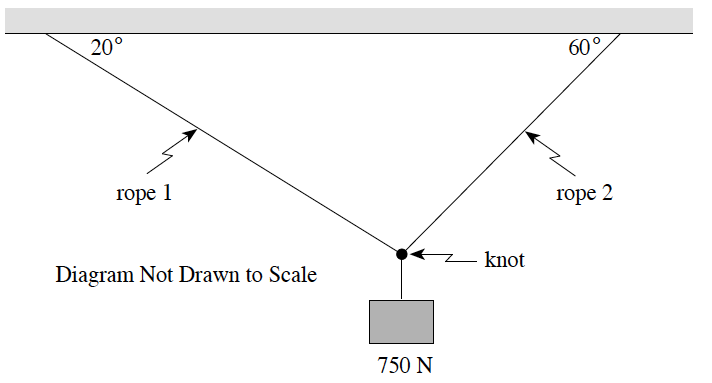 20° 60°
rope 1 rope 2
knot
Diagram Not Drawn to Scale
750 N